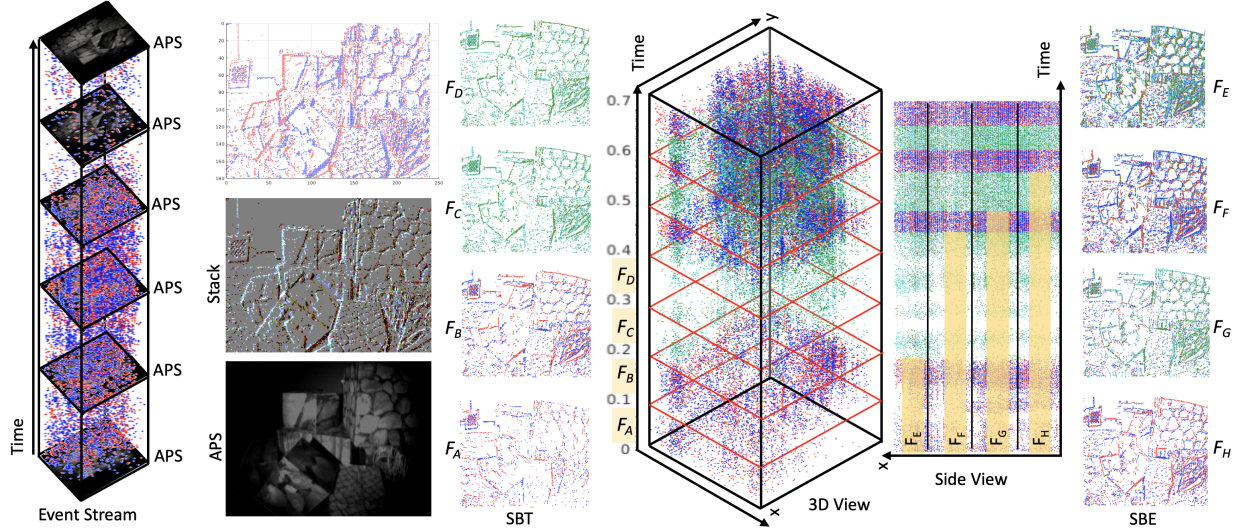 APS
APS
APS
APS
APS
APS
Time
Event Stream
0
20
40
60
80
100
120
140
160
180
0
50
100
150
200
Stack
APS
F_D
F_C
F_B
F_A
SBT
Time
y
0.7
0.6
0.5
0.4
F_D
0.3
F_C
0.2
F_B
0.1
F_A
0
x
3D View
Time
F_E
F_F
F_G
F_H
x
Side View
F_E
F_F
F_G
F_H
SBE